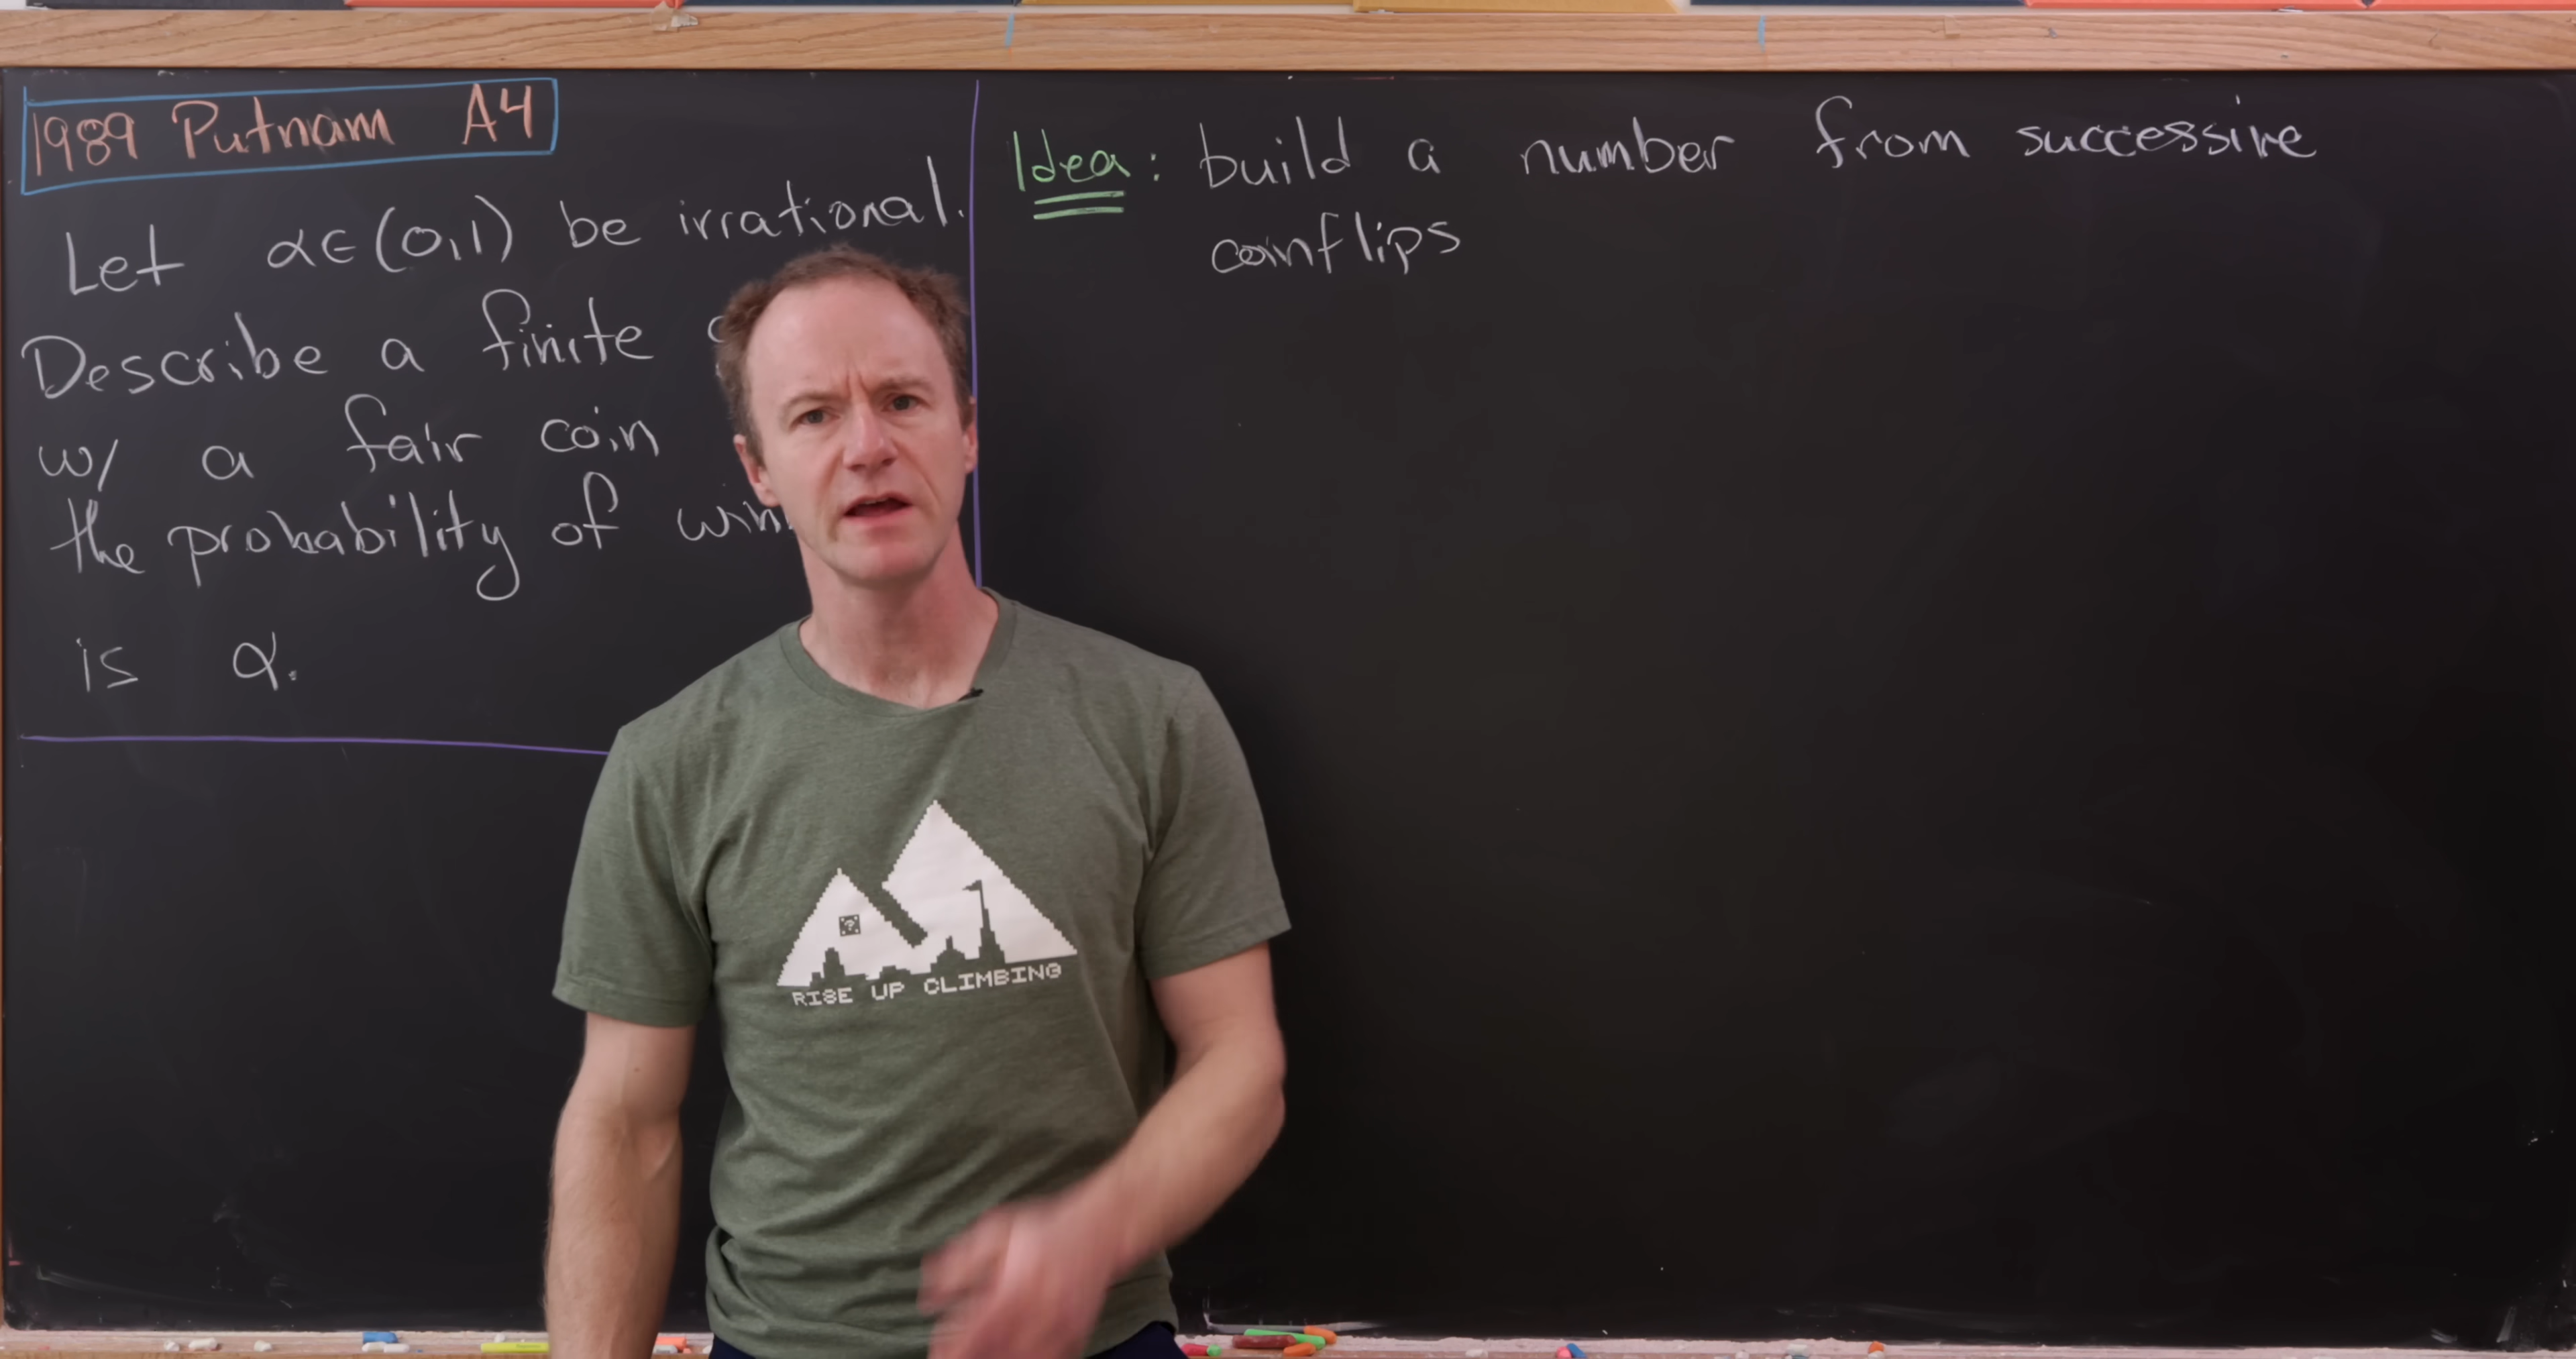 1989 Putnam A4
Let α∈(0,1) be irrational.
Describe a finite
w/ a fair coin
the probability of
is α.
Idea: build a number from successive
coinflips
RISE UP CLIMBING